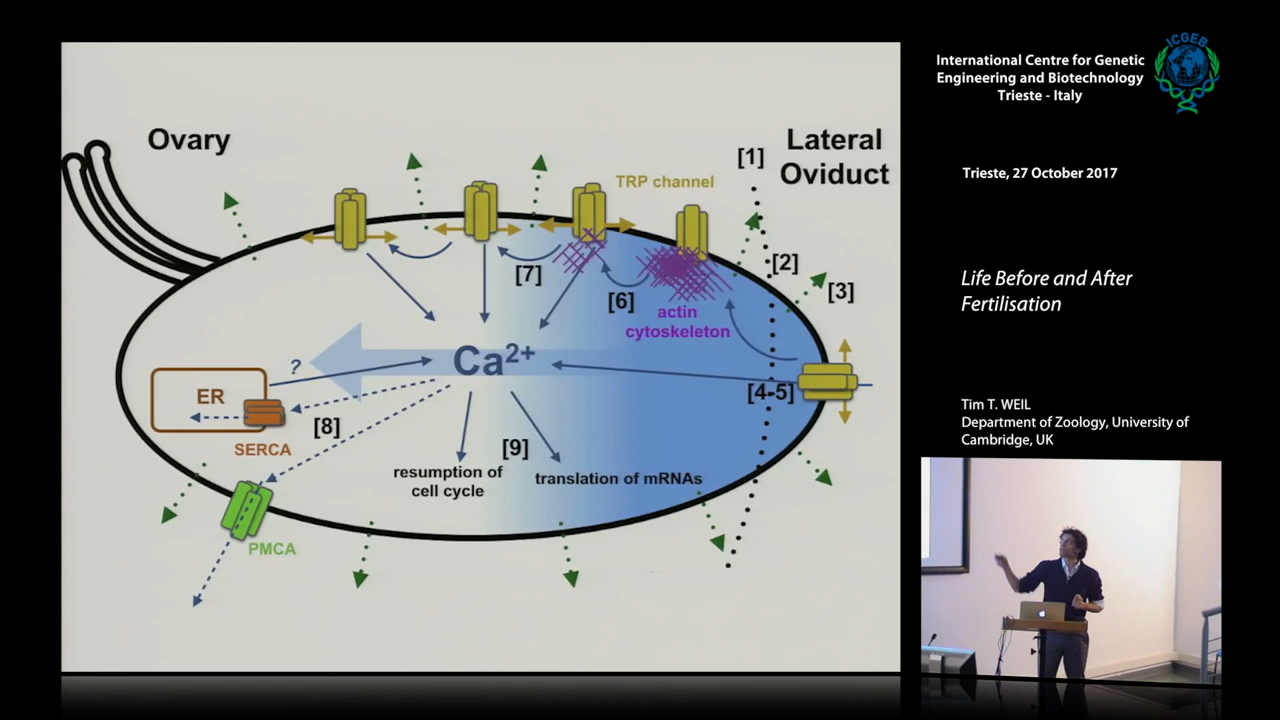 Ovary
Lateral
Oviduct
[1]
TRP channel
[2]
[3]
[7]
[6]
actin
cytoskeleton
Ca²⁺
?
ER
[4-5]
SERCA
[8]
[9]
resumption of
cell cycle
translation of mRNAs
PMCA
International Centre for Genetic
Engineering and Biotechnology
Trieste - Italy
ICGEB
Trieste, 27 October 2017
Life Before and After
Fertilisation
Tim T. WEIL
Department of Zoology, University of
Cambridge, UK